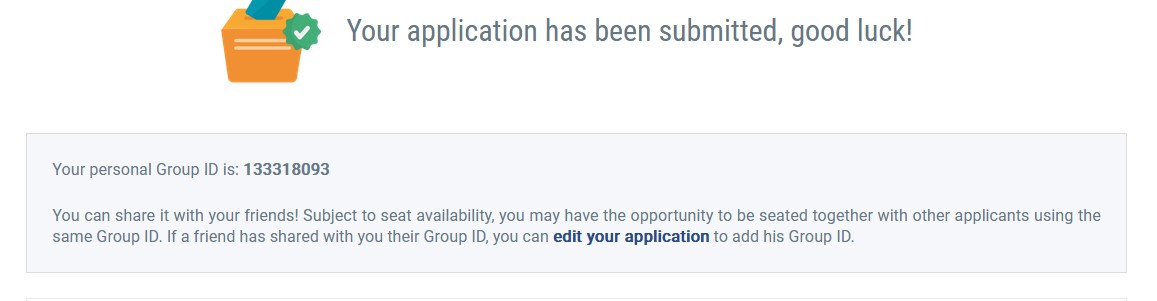 Your application has been submitted, good luck!
Your personal Group ID is: 133318093
You can share it with your friends! Subject to seat availability, you may have the opportunity to be seated together with other applicants using the
same Group ID. If a friend has shared with you their Group ID, you can edit your application to add his Group ID.